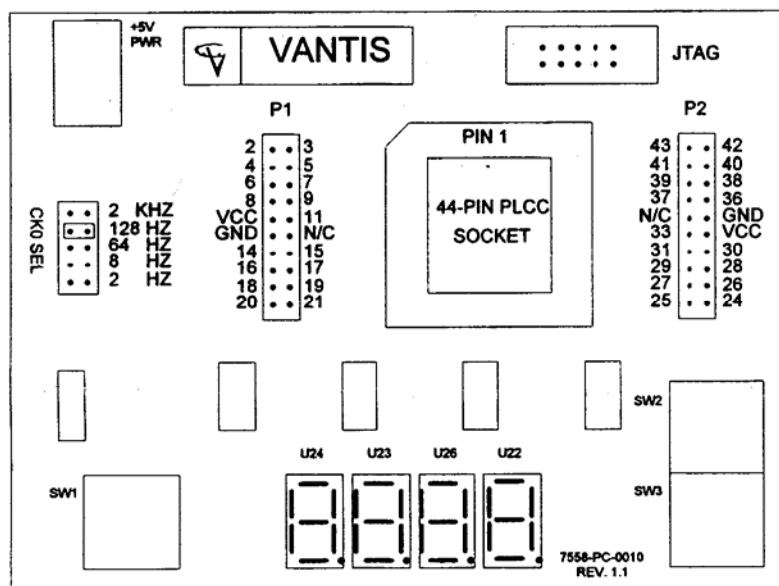 +5V
PWR
VANTIS
JTAG
P1
2 3
4 5
6 7
8 9
VCC 11
GND N/C
14 15
16 17
18 19
20 21
PIN 1
44-PIN PLCC
SOCKET
P2
43 42
41 40
39 38
37 36
N/C GND
33 VCC
31 30
29 28
27 26
25 24
CK0 SEL
2 KHZ
128 HZ
64 HZ
8 HZ
2 HZ
SW2
U24 U23 U26 U22
SW1
SW3
7558-PC-0010
REV. 1.1